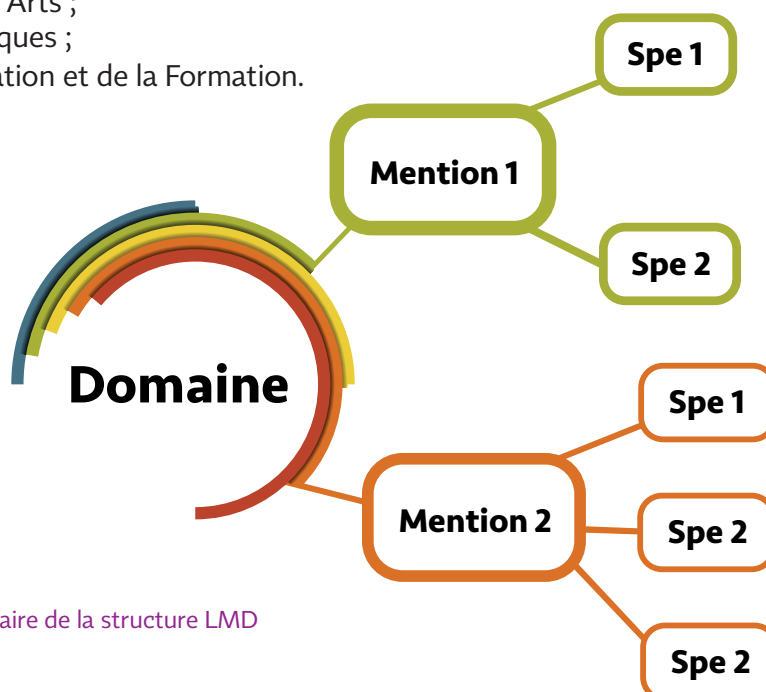 Arts ;
ques ;
ation et de la Formation.
Spe 1
Mention 1
Spe 2
Domaine
Spe 1
Mention 2
Spe 2
Spe 2
aire de la structure LMD